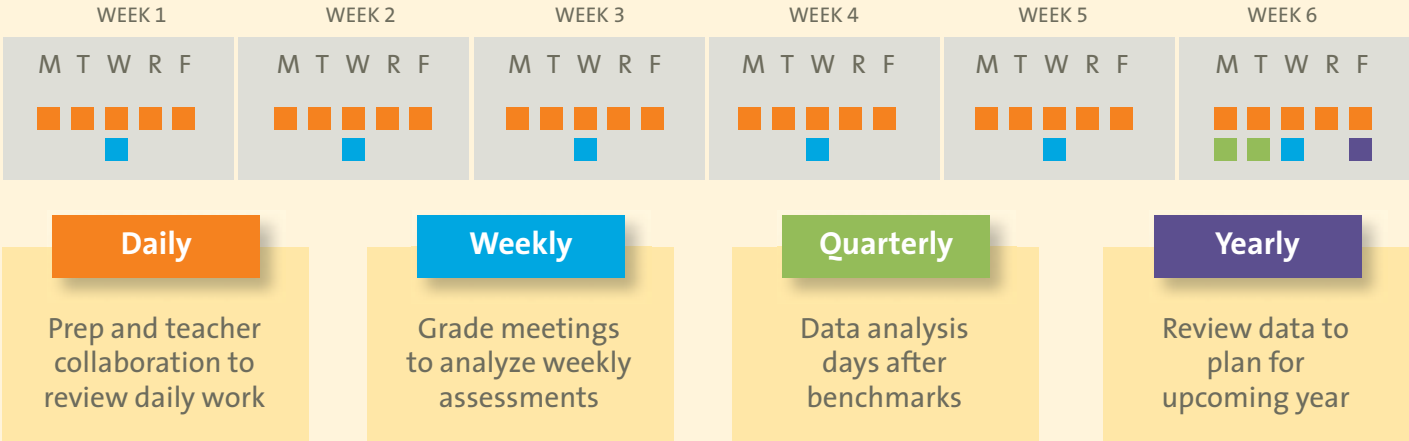 WEEK 1 WEEK 2 WEEK 3 WEEK 4 WEEK 5 WEEK 6
M T W R F M T W R F M T W R F M T W R F M T W R F M T W R F
Daily
Prep and teacher
collaboration to
review daily work
Weekly
Grade meetings
to analyze weekly
assessments
Quarterly
Data analysis
days after
benchmarks
Yearly
Review data to
plan for
upcoming year